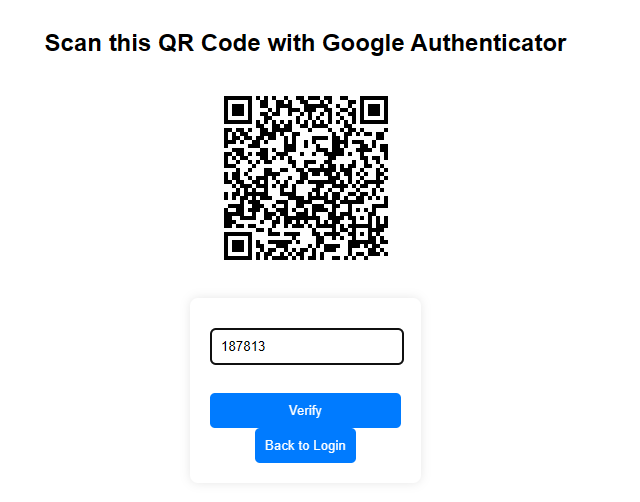 Scan this QR Code with Google Authenticator
187813
Verify
Back to Login